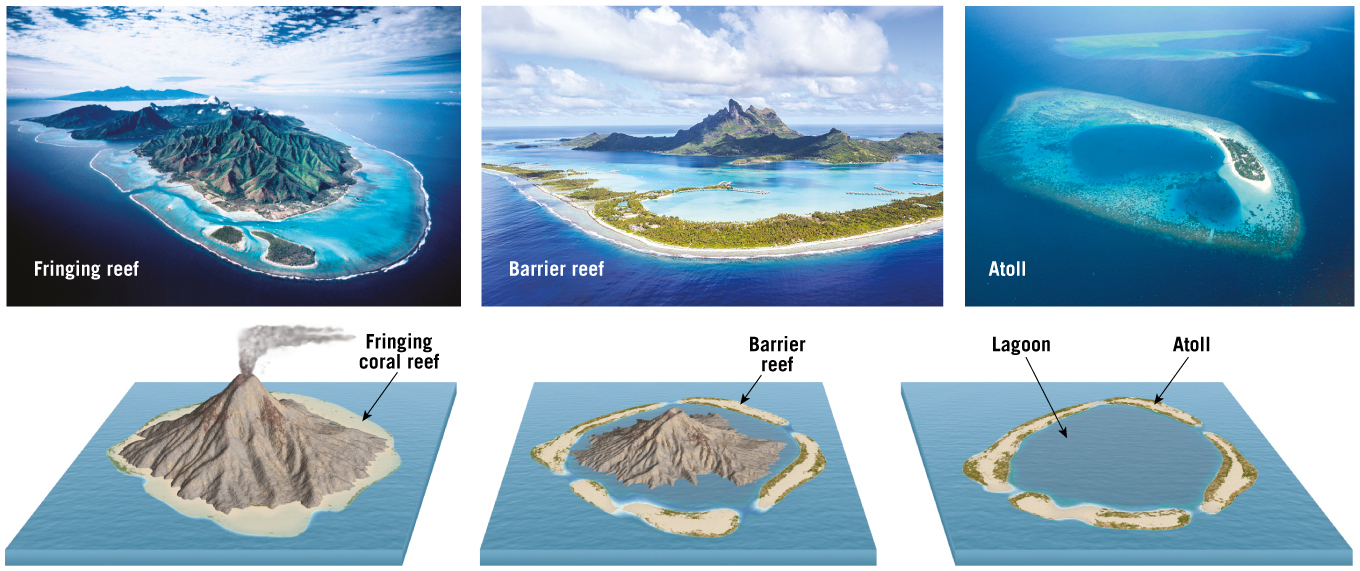 Fringing reef
Barrier reef
Atoll
Fringing
coral reef
Barrier
reef
Lagoon
Atoll